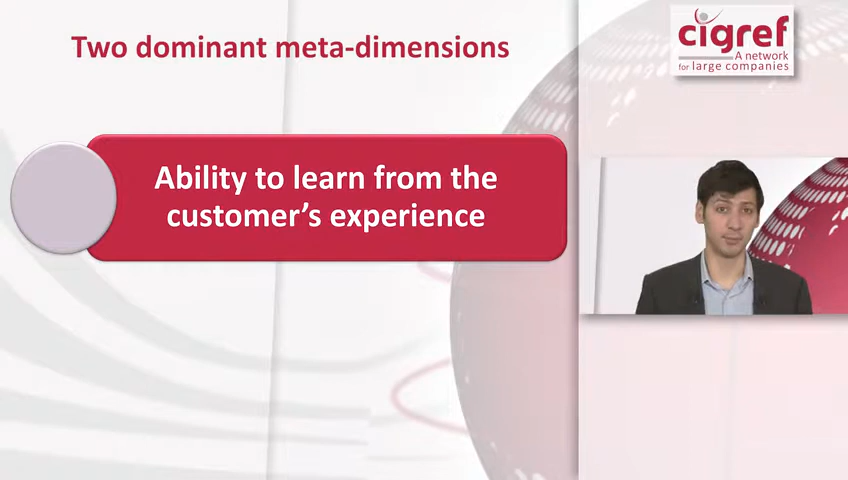 Two dominant meta-dimensions
cigref
A network
for large companies
Ability to learn from the
customer's experience